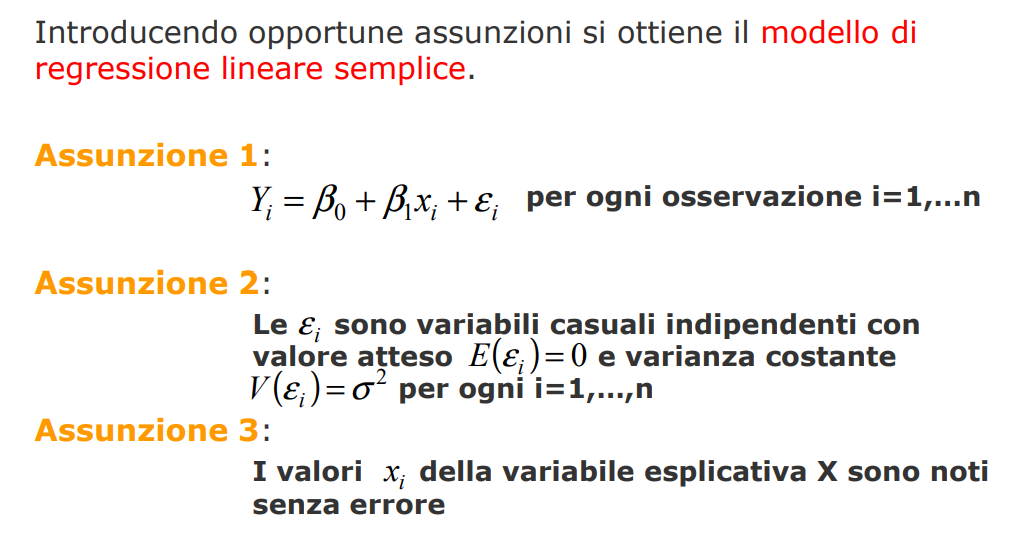 Introducendo opportune assunzioni si ottiene il modello di
regressione lineare semplice.
Assunzione 1:
Yᵢ = β₀ + β₁xᵢ + εᵢ per ogni osservazione i=1,...n
Assunzione 2:
Le εᵢ sono variabili casuali indipendenti con
valore atteso E(εᵢ)=0 e varianza costante
V(εᵢ)=σ² per ogni i=1,...,n
Assunzione 3:
I valori xᵢ della variabile esplicativa X sono noti
senza errore